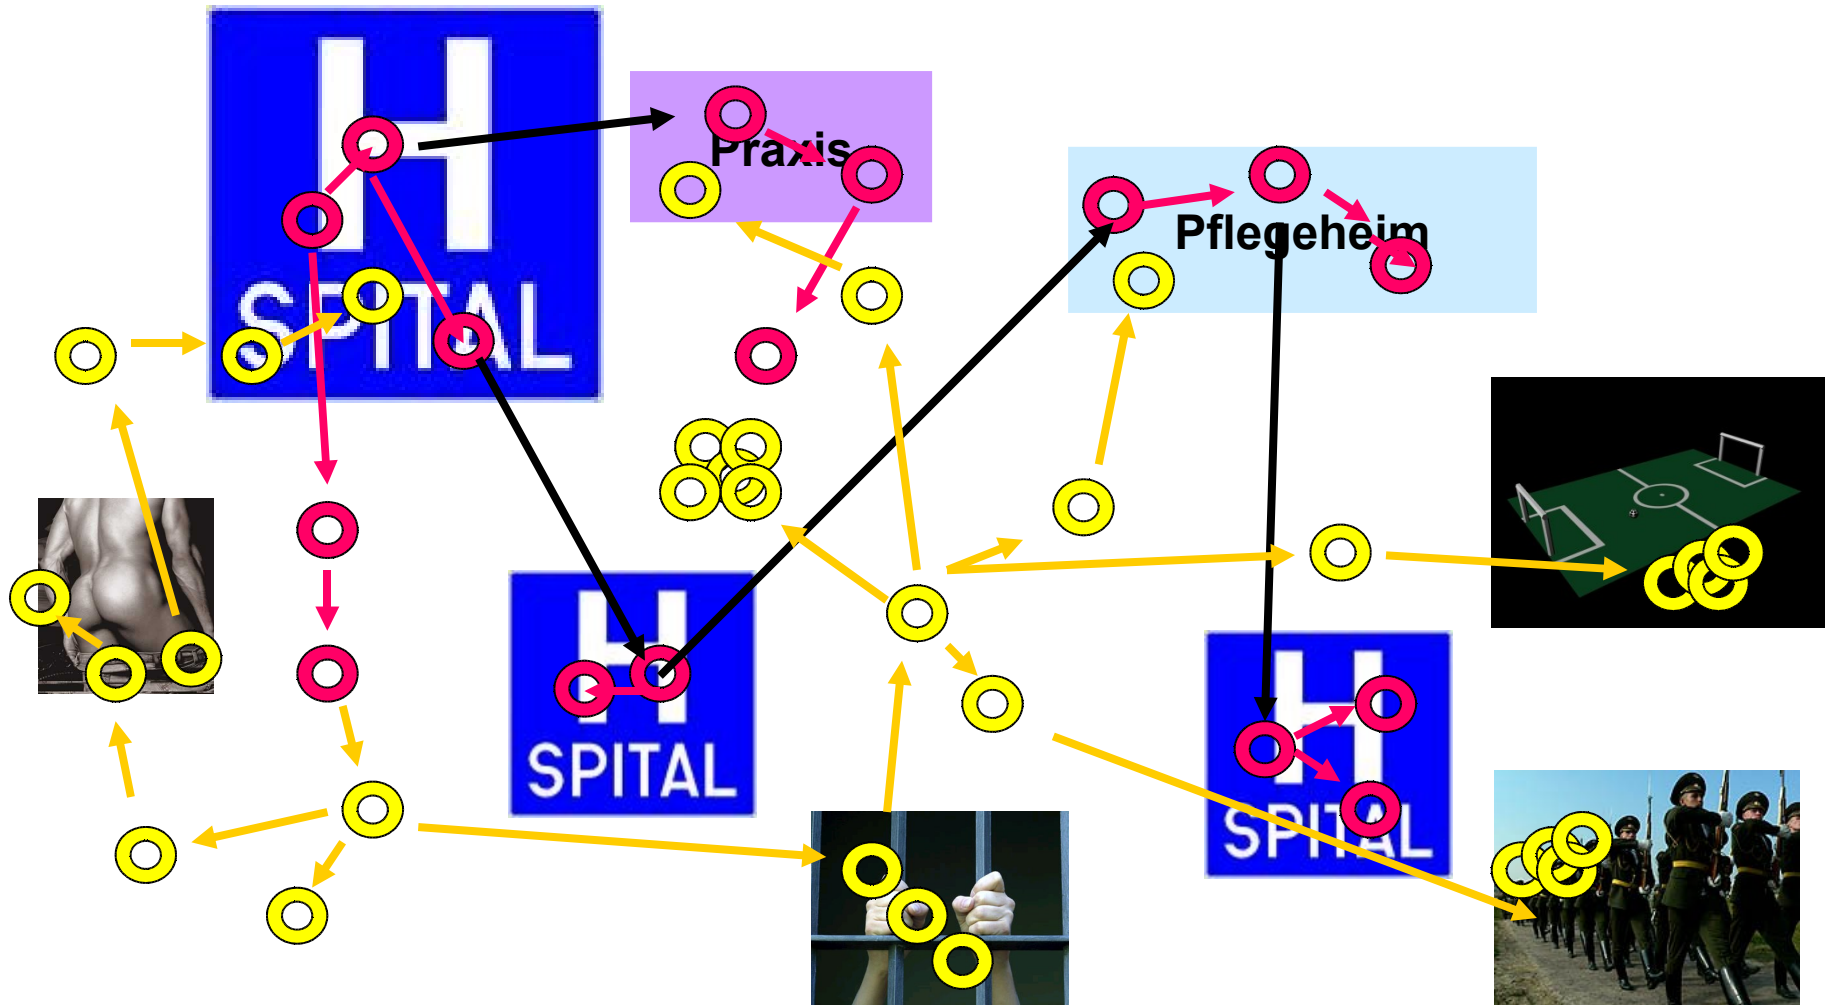 H
SPITAL
Praxis
Pflegeheim
H
SPITAL
H
SPITAL